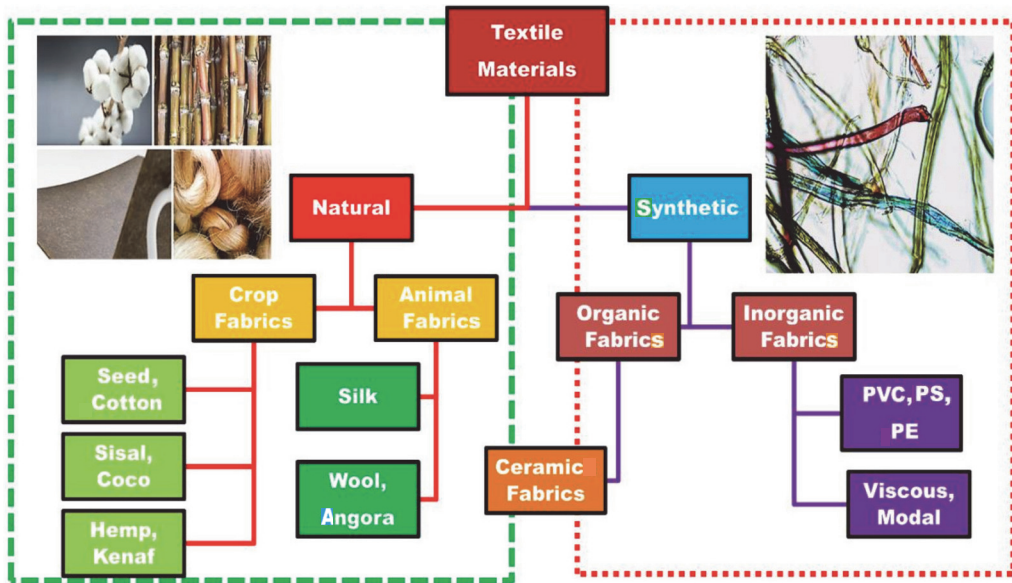 Textile
Materials
Natural
Synthetic
Crop
Fabrics
Animal
Fabrics
Organic
Fabrics
Inorganic
Fabrics
Seed,
Cotton
Silk
PVC, PS,
PE
Sisal,
Coco
Wool,
Angora
Ceramic
Fabrics
Viscous,
Modal
Hemp,
Kenaf